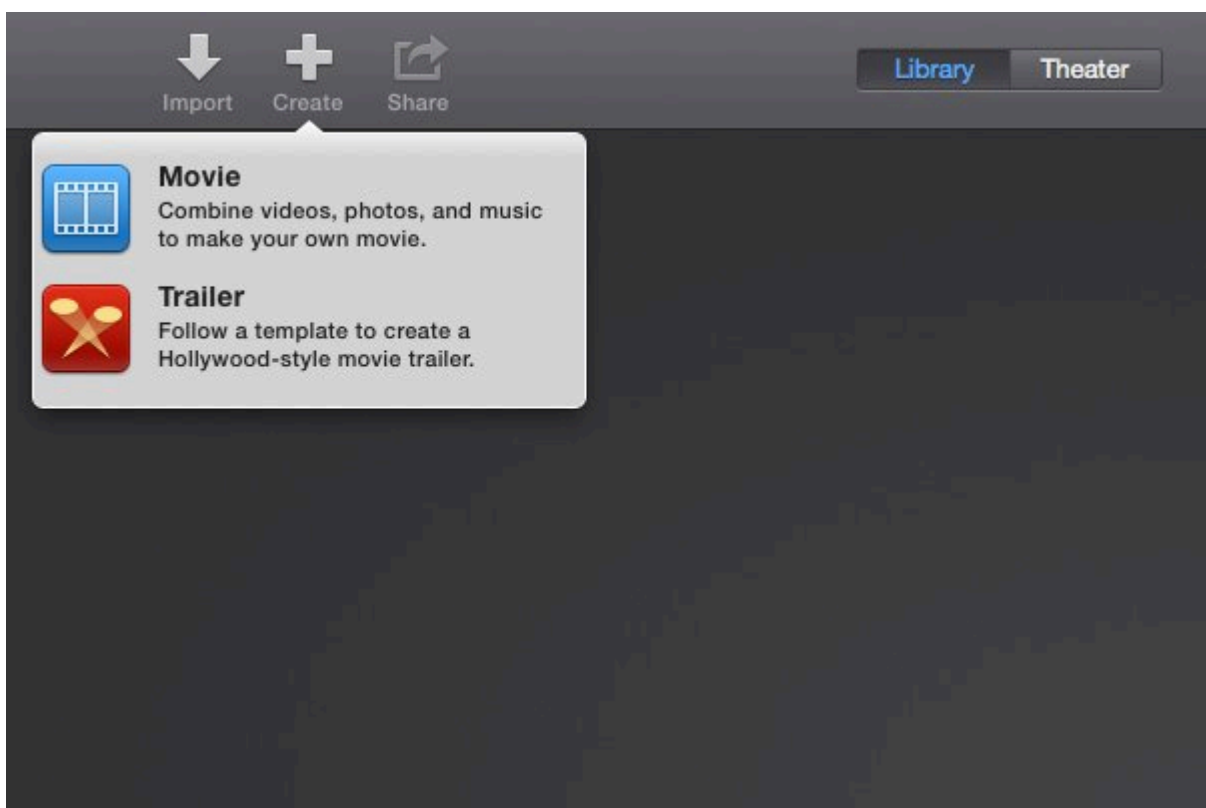 Import Create Share Library Theater
Movie
Combine videos, photos, and music
to make your own movie.
Trailer
Follow a template to create a
Hollywood-style movie trailer.